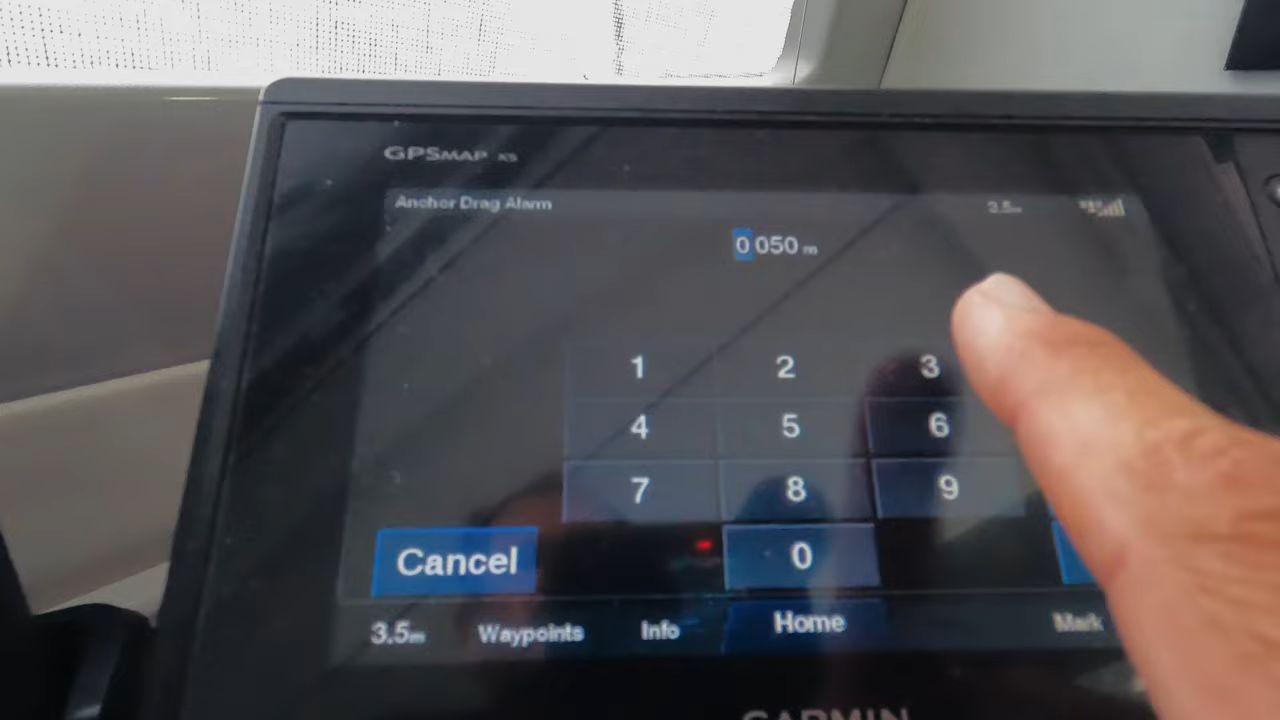 GPSMAP XS
Anchor Drag Alarm
3.5m
0050 m
1 2 3
4 5 6
7 8 9
Cancel 0
3.5m Waypoints Info Home Mark
GARMIN